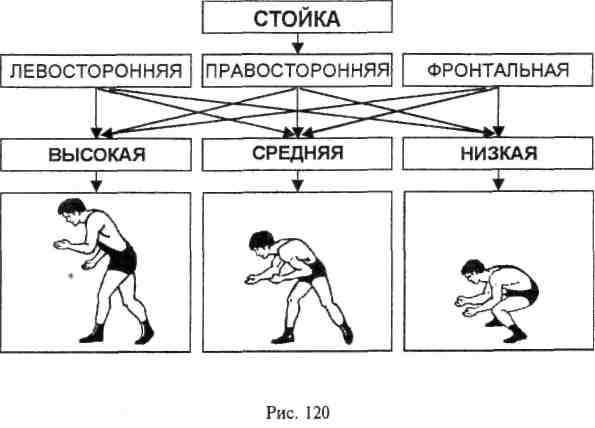 СТОЙКА
ЛЕВОСТОРОННЯЯ ПРАВОСТОРОННЯЯ ФРОНТАЛЬНАЯ
ВЫСОКАЯ СРЕДНЯЯ НИЗКАЯ
Рис. 120